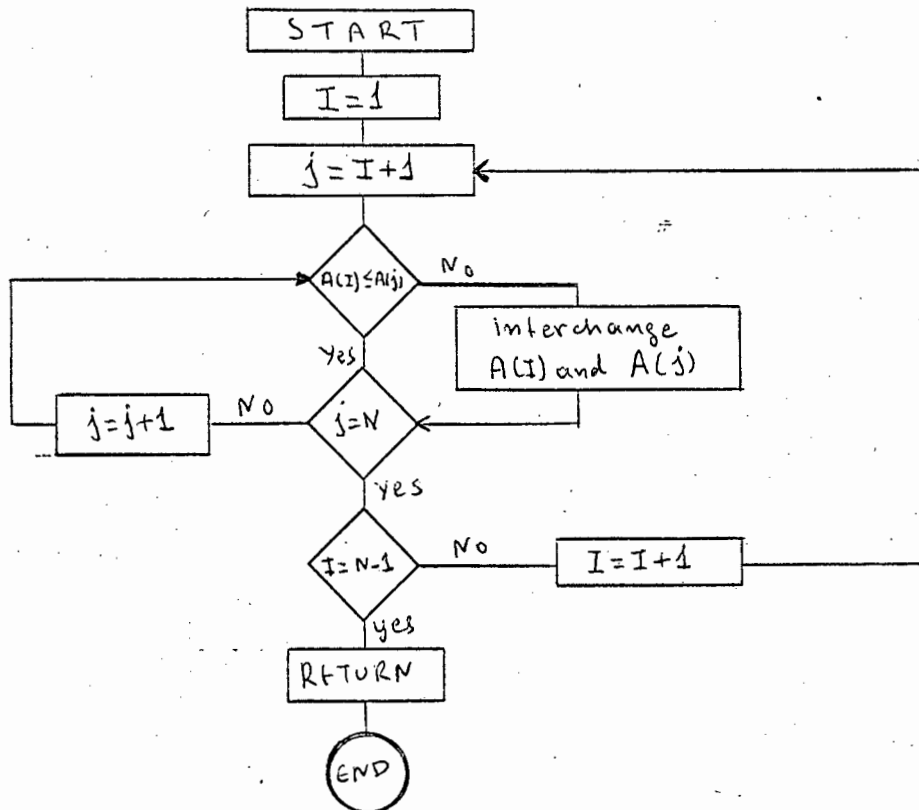 START
I=1
j=I+1
A(I)≤A(j)
No
interchange
A(I) and A(j)
Yes
j=N
NO
j=j+1
Yes
I=N-1
NO
I=I+1
yes
RETURN
END